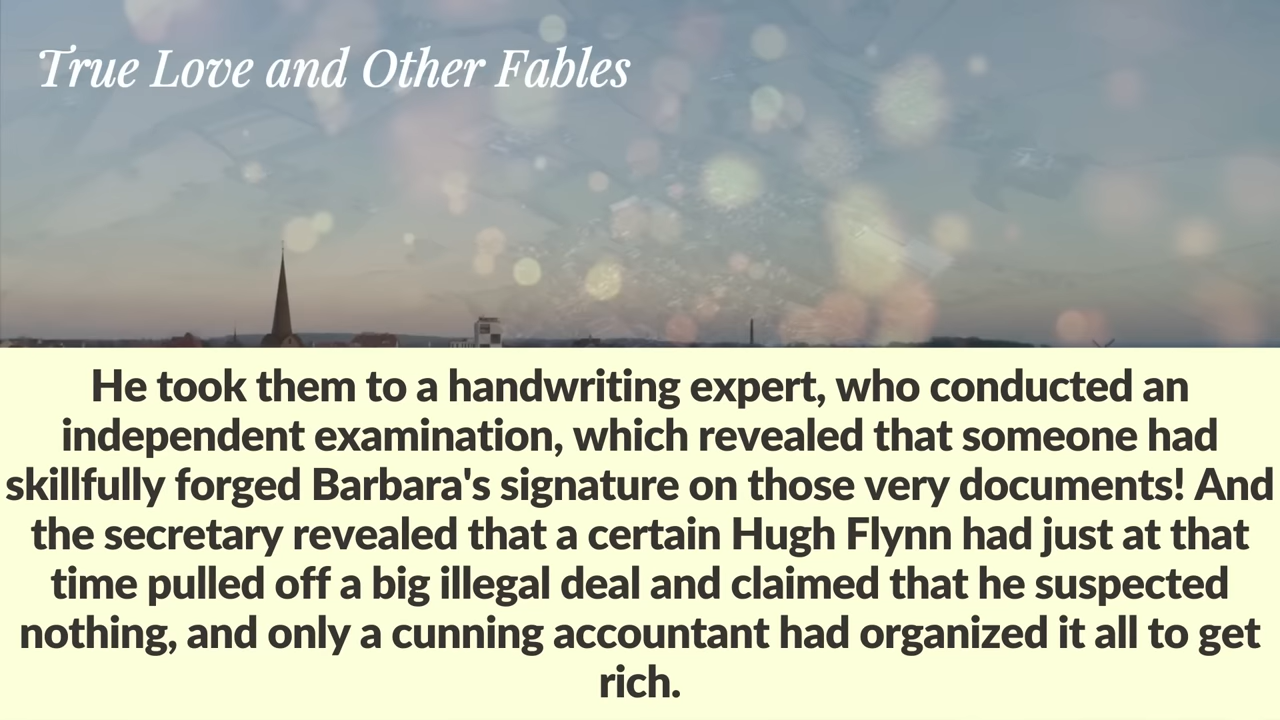 True Love and Other Fables
He took them to a handwriting expert, who conducted an
independent examination, which revealed that someone had
skillfully forged Barbara's signature on those very documents! And
the secretary revealed that a certain Hugh Flynn had just at that
time pulled off a big illegal deal and claimed that he suspected
nothing, and only a cunning accountant had organized it all to get
rich.